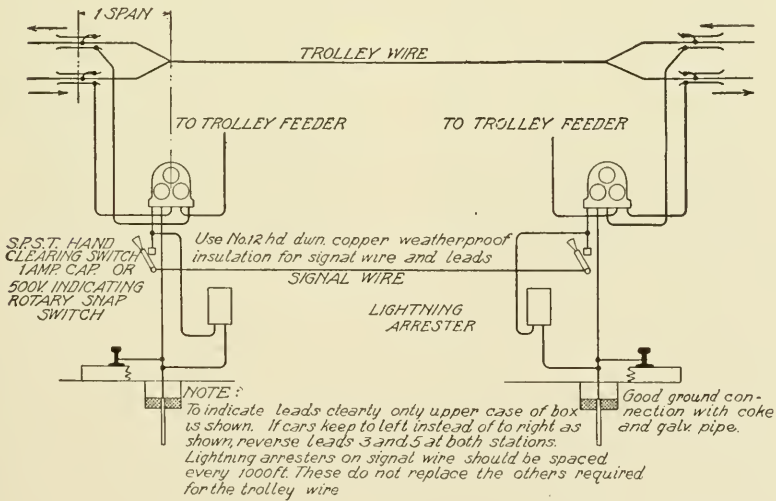 1 SPAN
TROLLEY WIRE
TO TROLLEY FEEDER
TO TROLLEY FEEDER
S.P.S.T. HAND
CLEARING SWITCH
1 AMP. CAP. OR
500V. INDICATING
ROTARY SNAP
SWITCH
Use No.12 hd dwn. copper weatherproof
insulation for signal wire and leads
SIGNAL WIRE
LIGHTNING
ARRESTER
NOTE:
To indicate leads clearly only upper case of box
is shown. If cars keep to left instead of to right as
shown, reverse leads 3 and 5 at both stations.
Lightning arresters on signal wire should be spaced
every 1000ft. These do not replace the others required
for the trolley wire
Good ground con-
nection with coke
and galv. pipe.